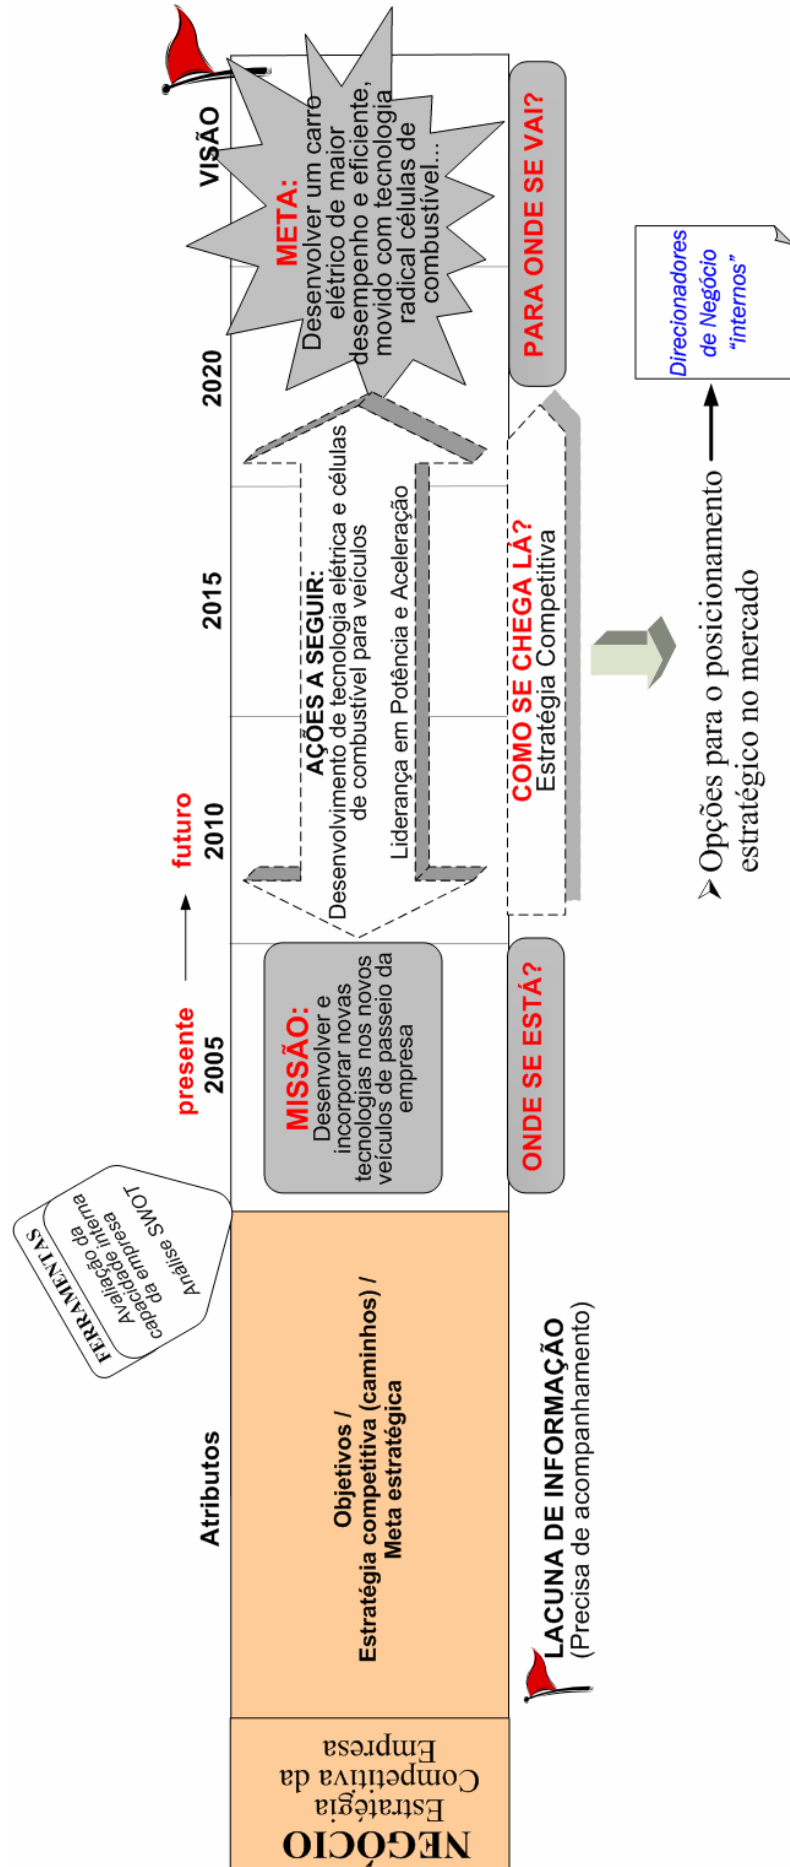 FERRAMENTAS
Avaliação da
capacidade interna
da empresa
Análise SWOT
presente
futuro
Atributos
2005
2010
2015
2020
VISÃO
NEGÓCIO
Estratégia
Competitiva da
Empresa
Objetivos /
Estratégia competitiva (caminhos) /
Meta estratégica
MISSÃO:
Desenvolver e
incorporar novas
tecnologias nos novos
veículos de passeio da
empresa
AÇÕES A SEGUIR:
Desenvolvimento de tecnologia elétrica e células
de combustível para veículos
Liderança em Potência e Aceleração
META:
Desenvolver um carro
elétrico de maior
desempenho e eficiente,
movido com tecnologia
radical células de
combustível...
ONDE SE ESTÁ?
COMO SE CHEGA LÁ?
Estratégia Competitiva
PARA ONDE SE VAI?
LACUNA DE INFORMAÇÃO
(Precisa de acompanhamento)
➢ Opções para o posicionamento
estratégico no mercado
Direcionadores
de Negócio
“internos”